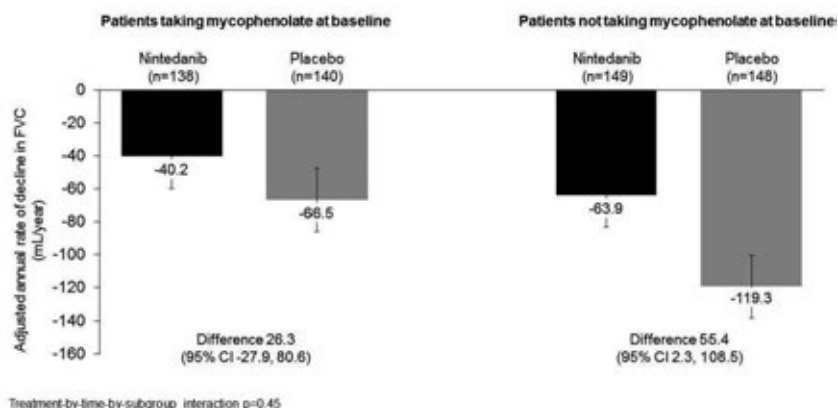 Patients taking mycophenolate at baseline
Patients not taking mycophenolate at baseline
Nintedanib
(n=138)
Placebo
(n=140)
Nintedanib
(n=149)
Placebo
(n=148)
Adjusted annual rate of decline in FVC
(mL/year)
0
-20
-40
-60
-80
-100
-120
-140
-160
-40.2
-66.5
-63.9
-119.3
Difference 26.3
(95% CI -27.9, 80.6)
Difference 55.4
(95% CI 2.3, 108.5)
Treatment-by-time-by-subgroup interaction p=0.45